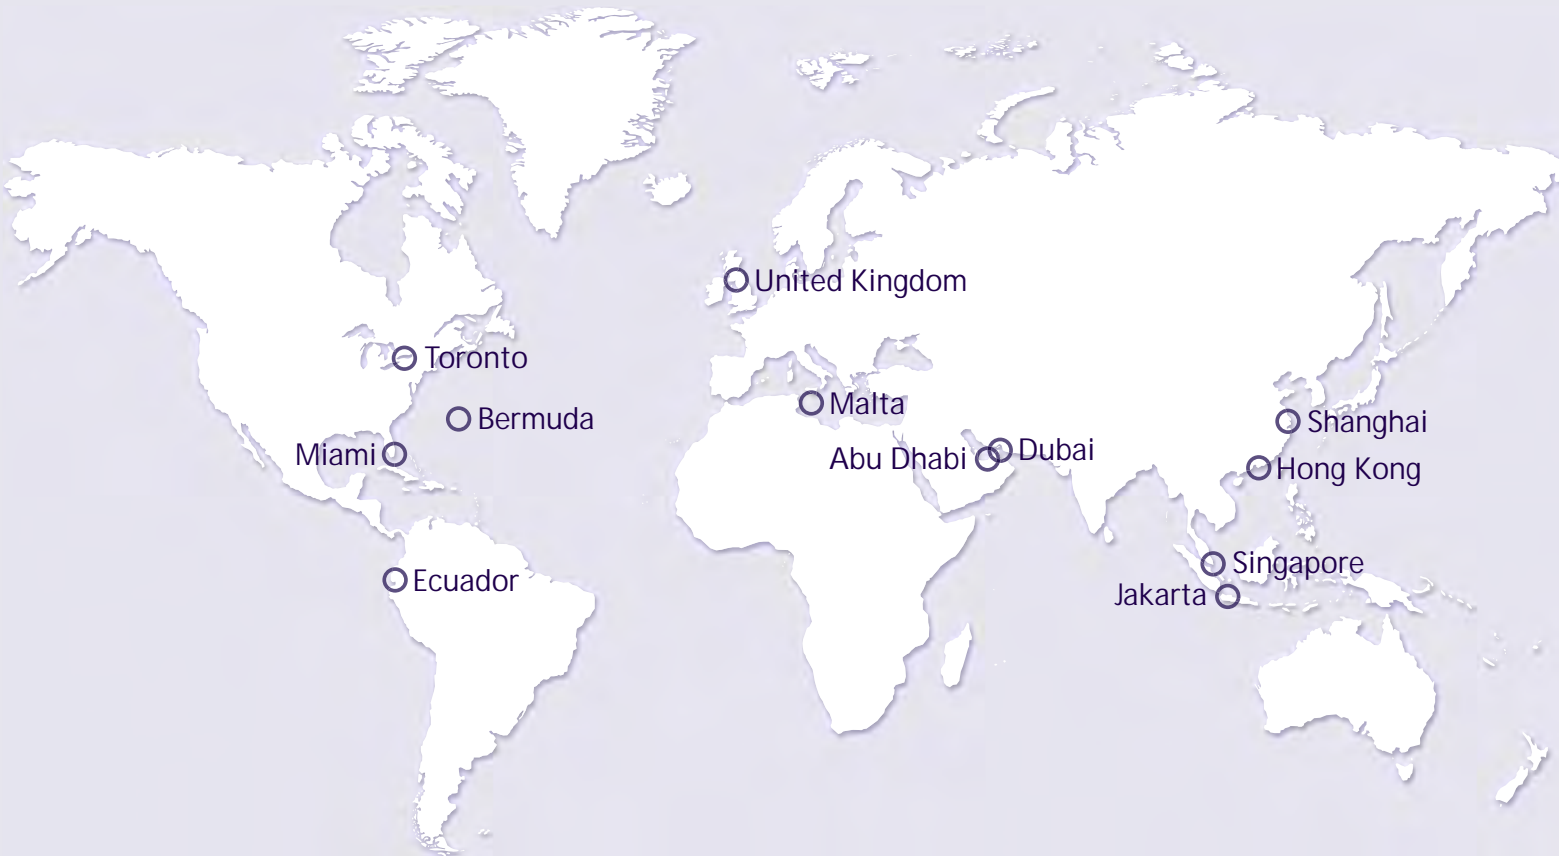 United Kingdom
Toronto
Malta
Bermuda
Shanghai
Miami
Abu Dhabi
Dubai
Hong Kong
Singapore
Ecuador
Jakarta